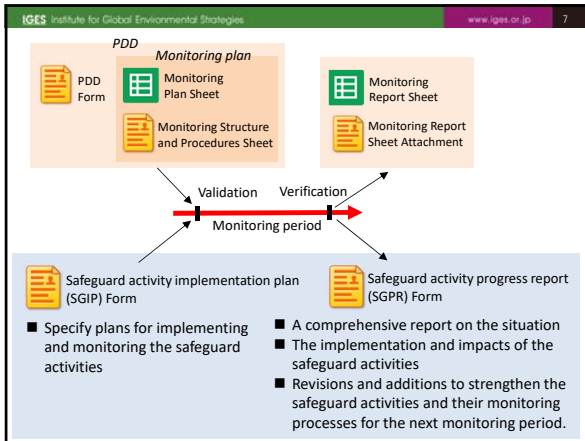 IGES Institute for Global Environmental Strategies
www.iges.or.jp
7
PDD
Monitoring plan
PDD
Form
Monitoring
Plan Sheet
Monitoring Structure
and Procedures Sheet
Monitoring
Report Sheet
Monitoring Report
Sheet Attachment
Validation
Verification
Monitoring period
Safeguard activity implementation plan
(SGIP) Form
■ Specify plans for implementing
and monitoring the safeguard
activities
Safeguard activity progress report
(SGPR) Form
■ A comprehensive report on the situation
■ The implementation and impacts of the
safeguard activities
■ Revisions and additions to strengthen the
safeguard activities and their monitoring
processes for the next monitoring period.